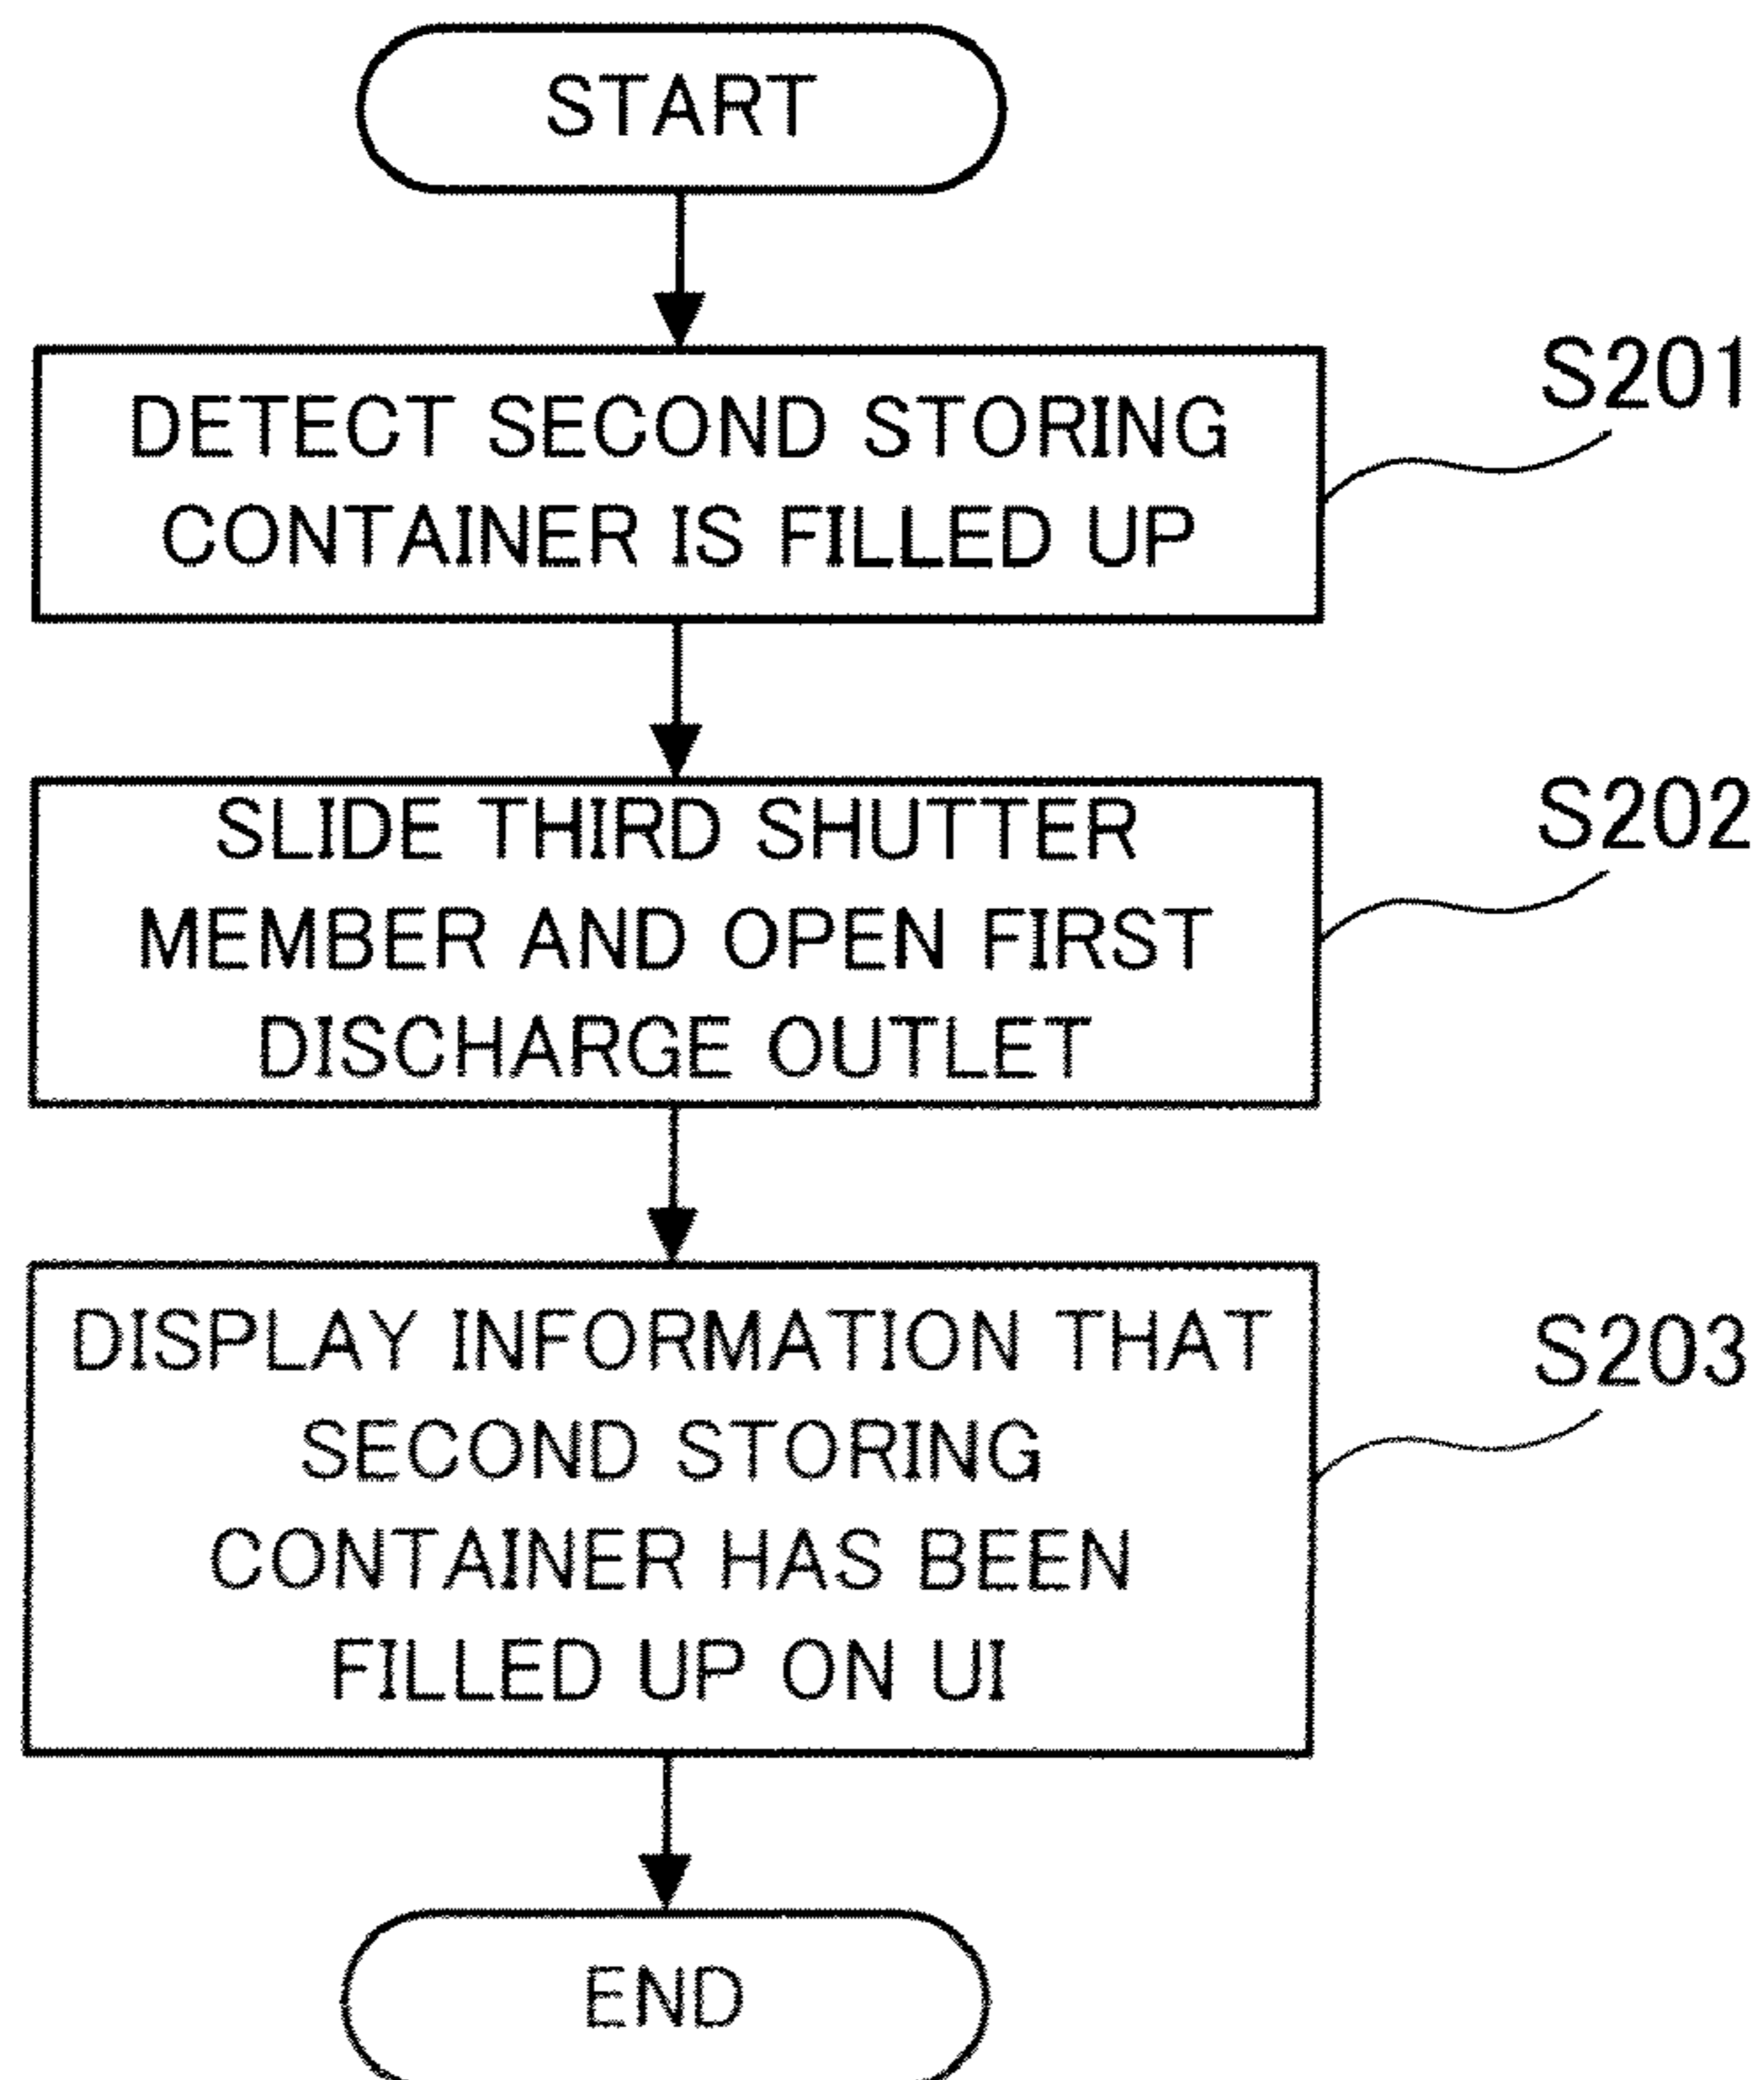 START
S201
DETECT SECOND STORING
CONTAINER IS FILLED UP
S202
SLIDE THIRD SHUTTER
MEMBER AND OPEN FIRST
DISCHARGE OUTLET
S203
DISPLAY INFORMATION THAT
SECOND STORING
CONTAINER HAS BEEN
FILLED UP ON UI
END